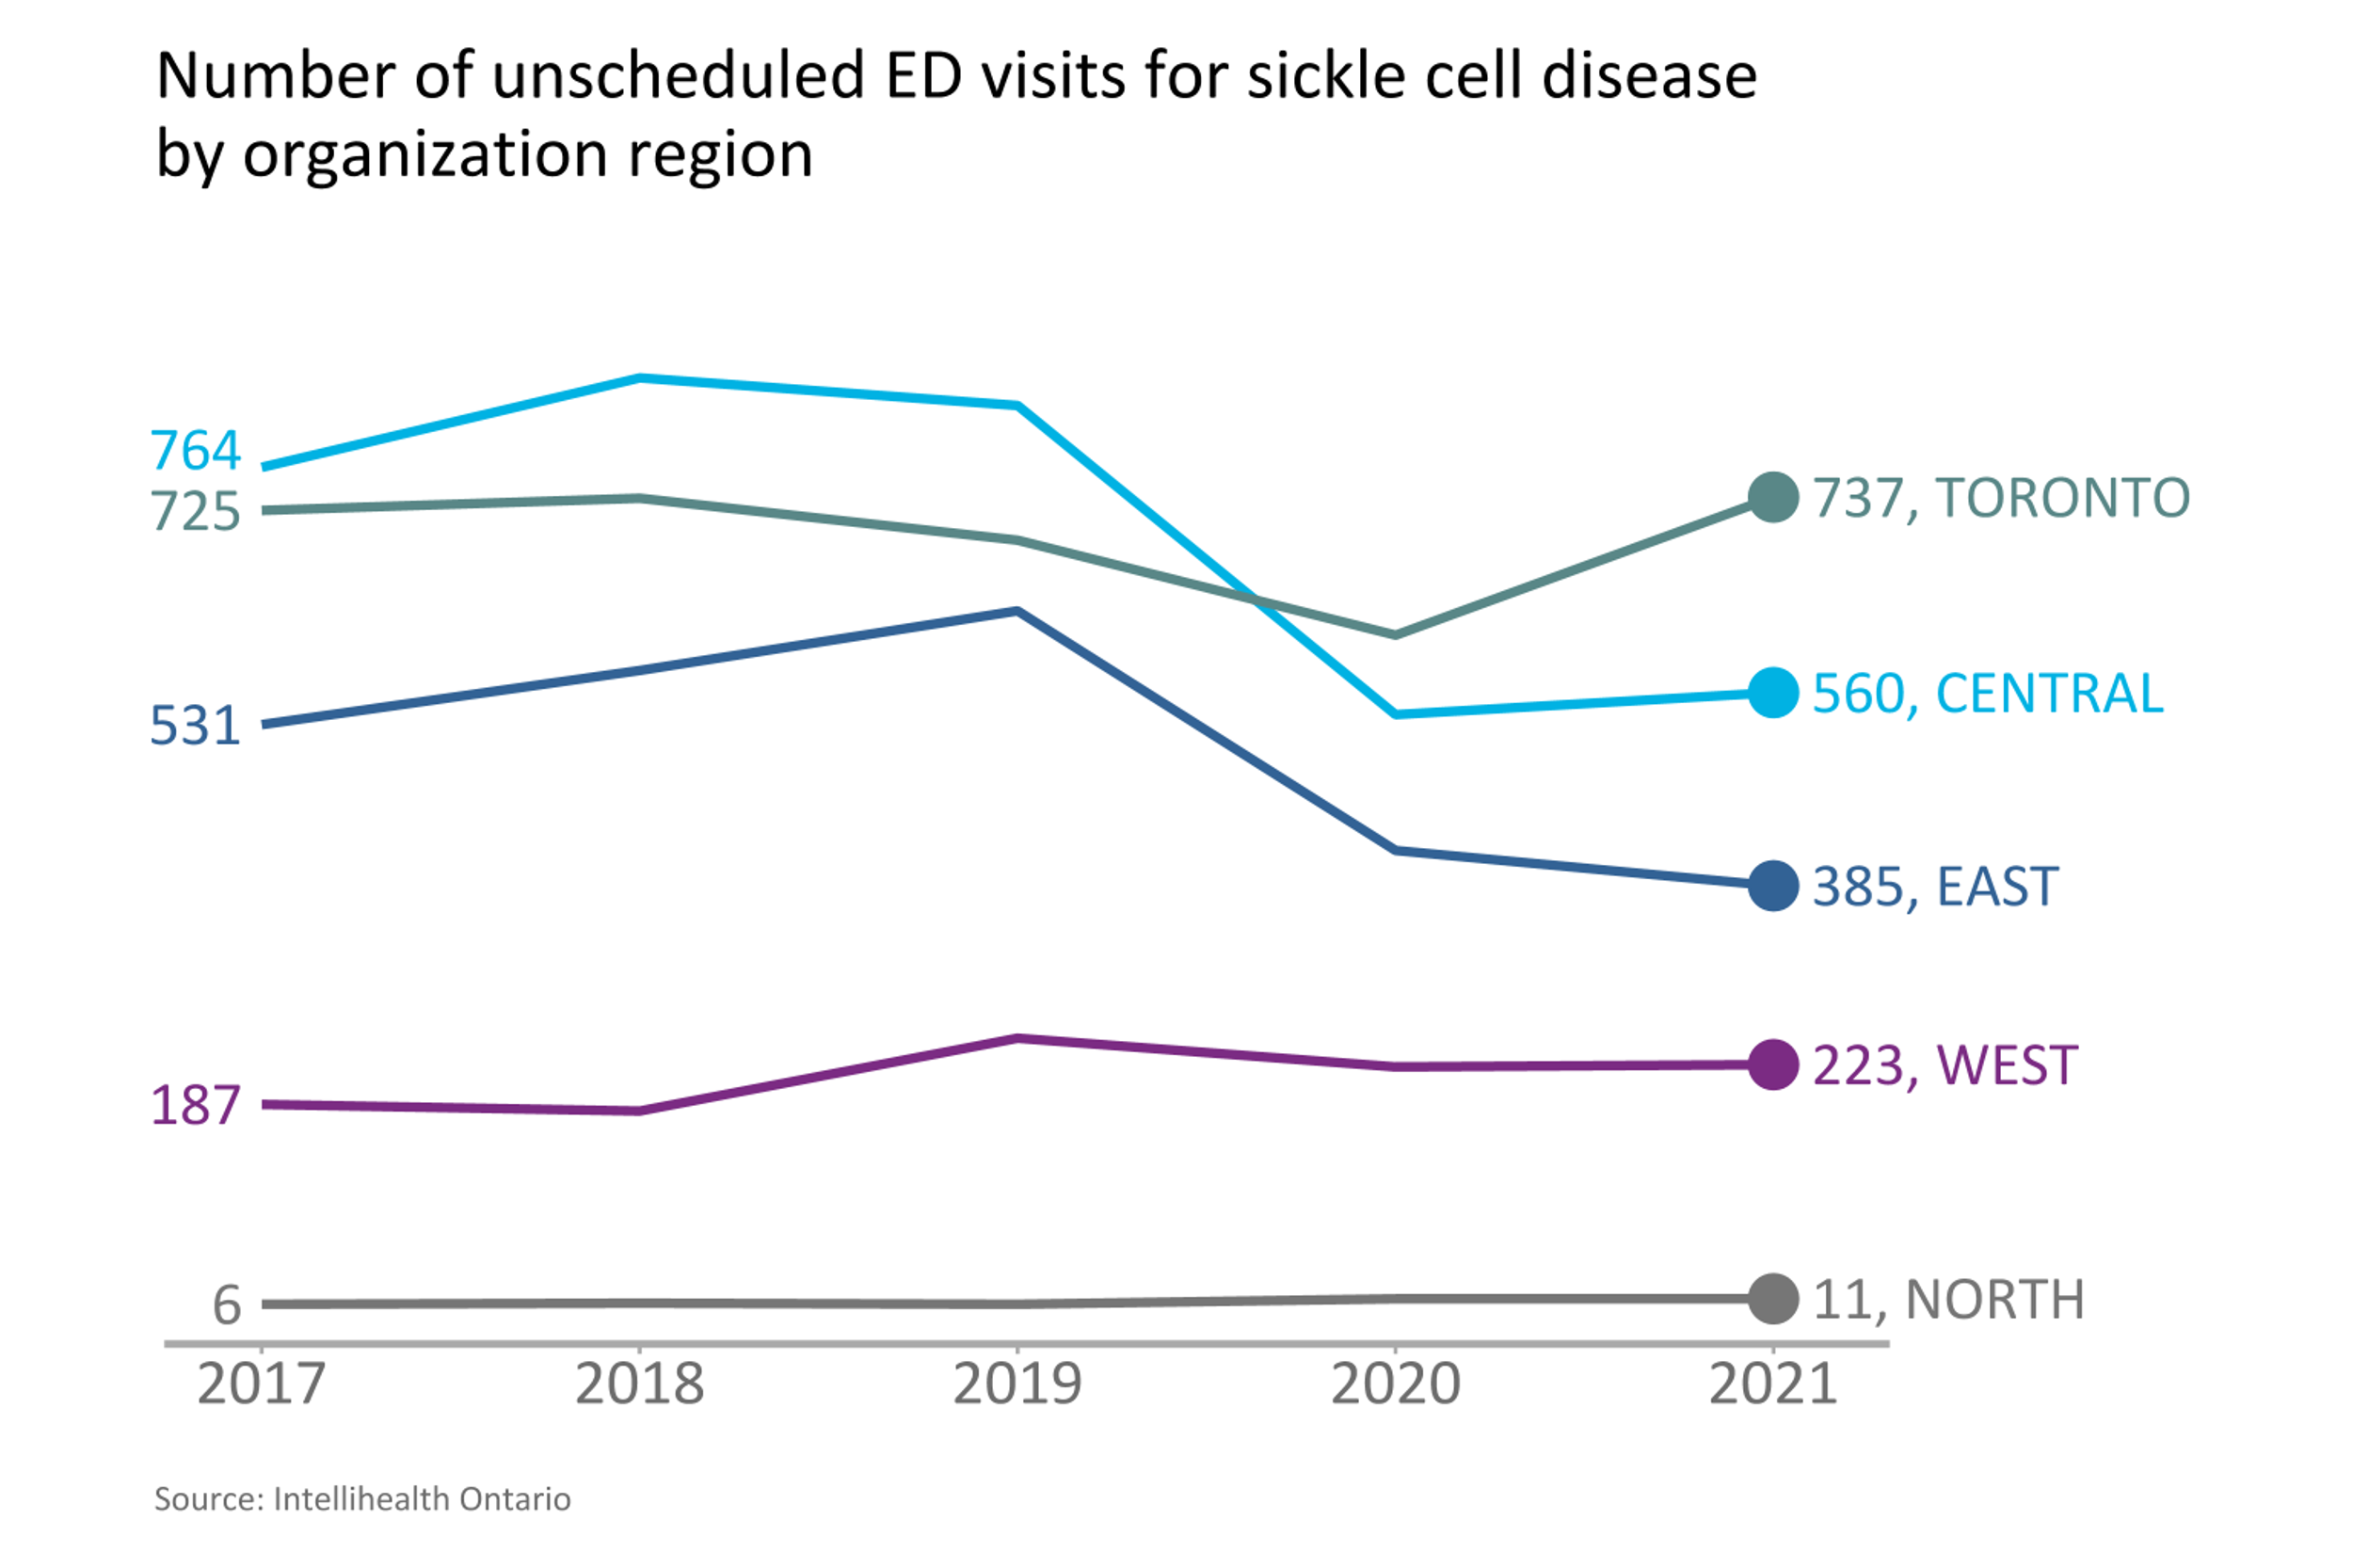 Number of unscheduled ED visits for sickle cell disease
by organization region
764
725
737, TORONTO
560, CENTRAL
531
385, EAST
223, WEST
187
11, NORTH
6
2017 2018 2019 2020 2021
Source: Intellihealth Ontario